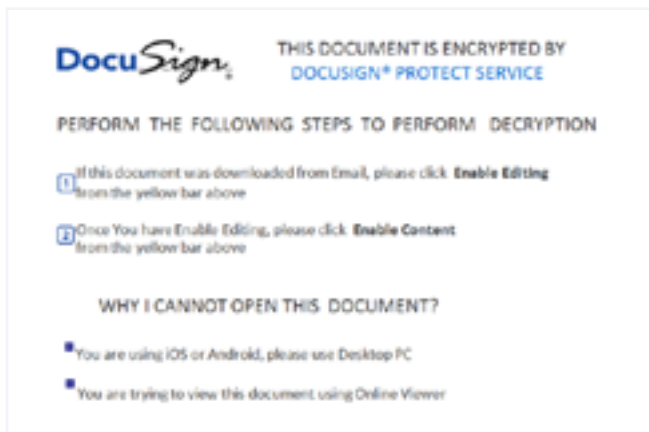 DocuSign
THIS DOCUMENT IS ENCRYPTED BY
DOCUSIGN® PROTECT SERVICE
PERFORM THE FOLLOWING STEPS TO PERFORM DECRYPTION
1 If this document was downloaded from Email, please click Enable Editing
from the yellow bar above
2 Once You have Enable Editing, please click Enable Content
from the yellow bar above
WHY I CANNOT OPEN THIS DOCUMENT?
You are using iOS or Android, please use Desktop PC
You are trying to view this document using Online Viewer